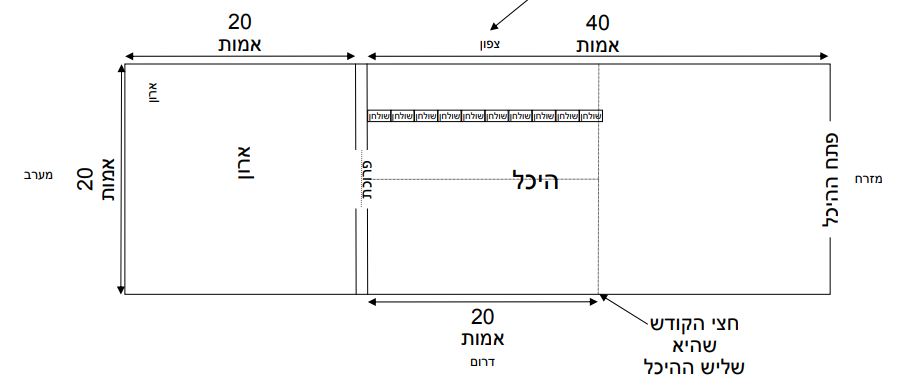 40
אמות
20
אמות
צפון
ארון
שולחן שולחן שולחן שולחן שולחן שולחן שולחן שולחן שולחן שולחן
מזרח
פתח ההיכל
היכל
פרוכת
ארון
20
אמות
מערב
20
אמות
דרום
חצי הקודש
שהיא
שליש ההיכל